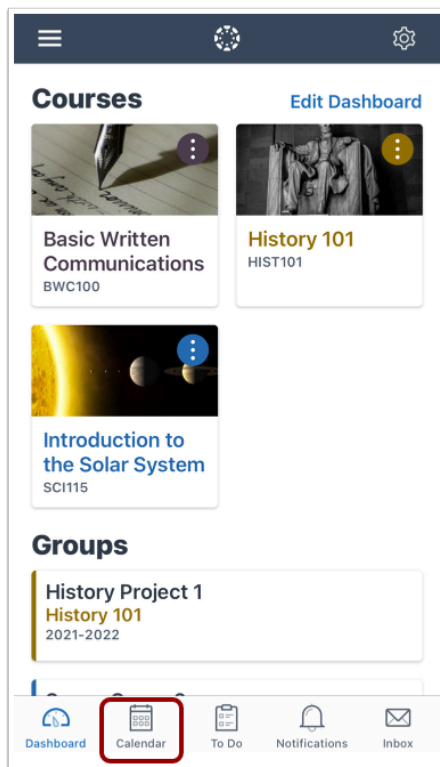 Courses
Edit Dashboard
Basic Written
Communications
BWC100
History 101
HIST101
Introduction to
the Solar System
SCI115
Groups
History Project 1
History 101
2021-2022
Dashboard
Calendar
To Do
Notifications
Inbox